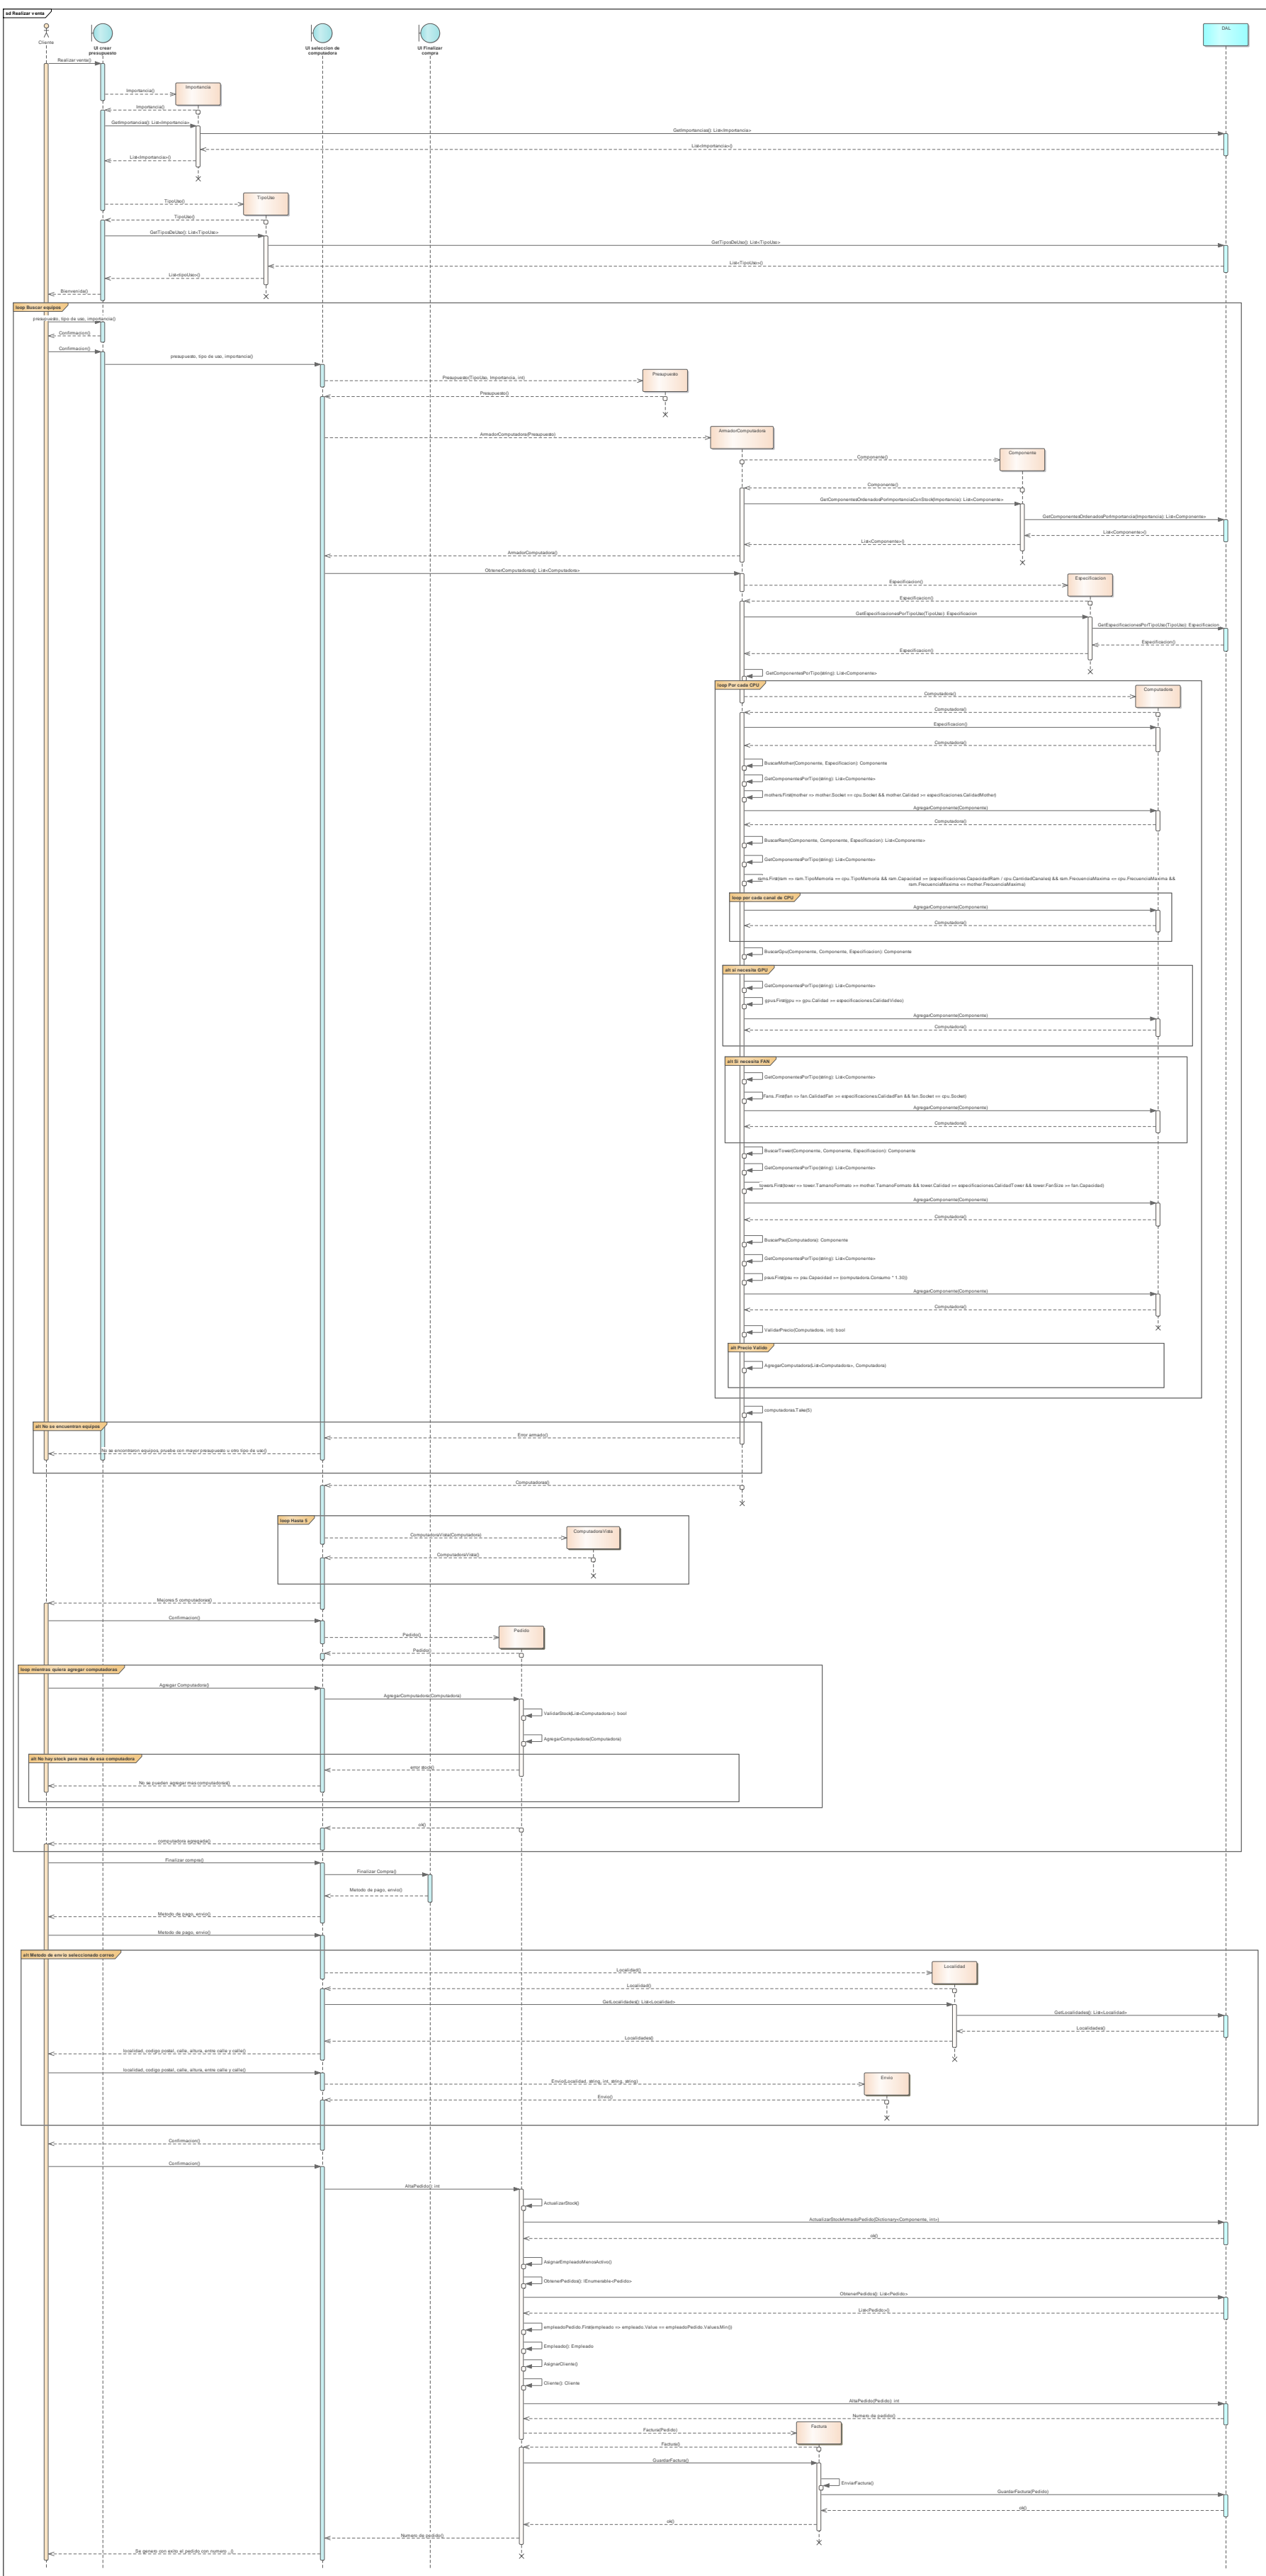 sd Realizar venta
Cliente
UI crear
presupuesto
UI seleccion de
computadora
UI Finalizar
compra
DAL
Realizar venta()
Importancia()
Importancia
Importancia()
GetImportancias(): List<Importancia>
GetImportancias(): List<Importancia>
List<Importancia>()
List<Importancia>()
TipoUso()
TipoUso
TipoUso()
GetTiposDeUso(): List<TipoUso>
GetTiposDeUso(): List<TipoUso>
List<TipoUso>()
List<tipoUso>()
Bienvenida()
loop Buscar equipos
presupuesto, tipo de uso, importancia()
Confirmacion()
Confirmacion()
presupuesto, tipo de uso, importancia()
Presupuesto(TipoUso, Importancia, int)
Presupuesto
Presupuesto()
ArmadorComputadora(Presupuesto)
ArmadorComputadora
Componente()
Componente
Componente()
GetComponentesOrdenadosPorImportanciaConStock(Importancia): List<Componente>
GetComponentesOrdenadosPorImportancia(Importancia): List<Componente>
List<Componente>()
List<Componente>()
ArmadorComputadora()
ObtenerComputadoras(): List<Computadora>
Especificacion()
Especificacion
Especificacion()
GetEspecificacionesPorTipoUso(TipoUso): Especificacion
GetEspecificacionesPorTipoUso(TipoUso): Especificacion
Especificacion()
Especificacion()
GetComponentesPorTipo(string): List<Componente>
loop Por cada CPU
Computadora()
Computadora
Computadora()
Especificacion()
Computadora()
BuscarMother(Componente, Especificacion): Componente
GetComponentesPorTipo(string): List<Componente>
mothers.First(mother => mother.Socket == cpu.Socket && mother.Calidad >= especificaciones.CalidadMother)
AgregarComponente(Componente)
Computadora()
BuscarRam(Componente, Componente, Especificacion): List<Componente>
GetComponentesPorTipo(string): List<Componente>
rams.First(ram => ram.TipoMemoria == cpu.TipoMemoria && ram.Capacidad >= (especificaciones.CapacidadRam / cpu.CantidadCanales) && ram.FrecuenciaMaxima <= cpu.FrecuenciaMaxima &&
ram.FrecuenciaMaxima <= mother.FrecuenciaMaxima)
loop por cada canal de CPU
AgregarComponente(Componente)
Computadora()
BuscarGpu(Componente, Componente, Especificacion): Componente
alt si necesita GPU
GetComponentesPorTipo(string): List<Componente>
gpus.First(gpu => gpu.Calidad >= especificaciones.CalidadVideo)
AgregarComponente(Componente)
Computadora()
alt Si necesita FAN
GetComponentesPorTipo(string): List<Componente>
Fans.First(fan => fan.CalidadFan >= especificaciones.CalidadFan && fan.Socket == cpu.Socket)
AgregarComponente(Componente)
Computadora()
BuscarTower(Componente, Componente, Especificacion): Componente
GetComponentesPorTipo(string): List<Componente>
towers.First(tower => tower.TamanoFormato == mother.TamanoFormato && tower.Calidad >= especificaciones.CalidadTower && tower.FanSize >= fan.Capacidad)
AgregarComponente(Componente)
Computadora()
BuscarPsu(Computadora): Componente
GetComponentesPorTipo(string): List<Componente>
psus.First(psu => psu.Capacidad >= (computadora.Consumo * 1.30))
AgregarComponente(Componente)
Computadora()
ValidarPrecio(Computadora, int): bool
alt Precio Valido
AgregarComputadora(List<Computadora>, Computadora)
computadoras.Take(5)
alt No se encuentran equipos
Error armado()
No se encontraron equipos, pruebe con mayor presupuesto u otro tipo de uso()
Computadoras()
loop Hasta 5
ComputadoraVista(Computadora)
ComputadoraVista
ComputadoraVista()
Mejores 5 computadoras()
Confirmacion()
Pedido()
Pedido
Pedido()
loop mientras quiera agregar computadoras
Agregar Computadora()
AgregarComputadora(Computadora)
ValidarStock(List<Computadora>): bool
AgregarComputadora(Computadora)
alt No hay stock para mas de esa computadora
error stock()
No se pueden agregar mas computadoras()
ok()
computadora agregada()
Finalizar compra()
Finalizar Compra()
Metodo de pago, envio()
Metodo de pago, envio()
Metodo de pago, envio()
alt Metodo de envio seleccionado correo
Localidad()
Localidad
Localidad()
GetLocalidades(): List<Localidad>
GetLocalidades(): List<Localidad>
Localidades()
Localidades()
localidad, codigo postal, calle, altura, entre calle y calle()
localidad, codigo postal, calle, altura, entre calle y calle()
Envio(Localidad, string, int, string, string)
Envio
Envio()
Confirmacion()
Confirmacion()
AltaPedido(): int
ActualizarStock()
ActualizarStockArmadoPedido(Dictionary<Componente, int>)
ok()
AsignarEmpleadoMenosActivo()
ObtenerPedidos(): IEnumerable<Pedido>
ObtenerPedidos(): List<Pedido>
List<Pedido>()
empleadoPedido.First(empleado => empleado.Value == empleadoPedido.Values.Min())
Empleado(): Empleado
AsignarCliente()
Cliente(): Cliente
AltaPedido(Pedido): int
Numero de pedido()
Factura(Pedido)
Factura
Factura()
GuardarFactura()
EnviarFactura()
GuardarFactura(Pedido)
ok()
ok()
Numero de pedido()
Se genero con exito el pedido con numero